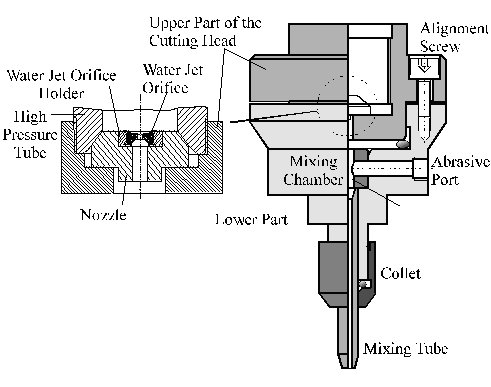 Upper Part of the
Cutting Head
Alignment
Screw
Water Jet Orifice
Holder
Water Jet
Orifice
High
Pressure
Tube
Mixing
Chamber
Abrasive
Port
Nozzle
Lower Part
Collet
Mixing Tube